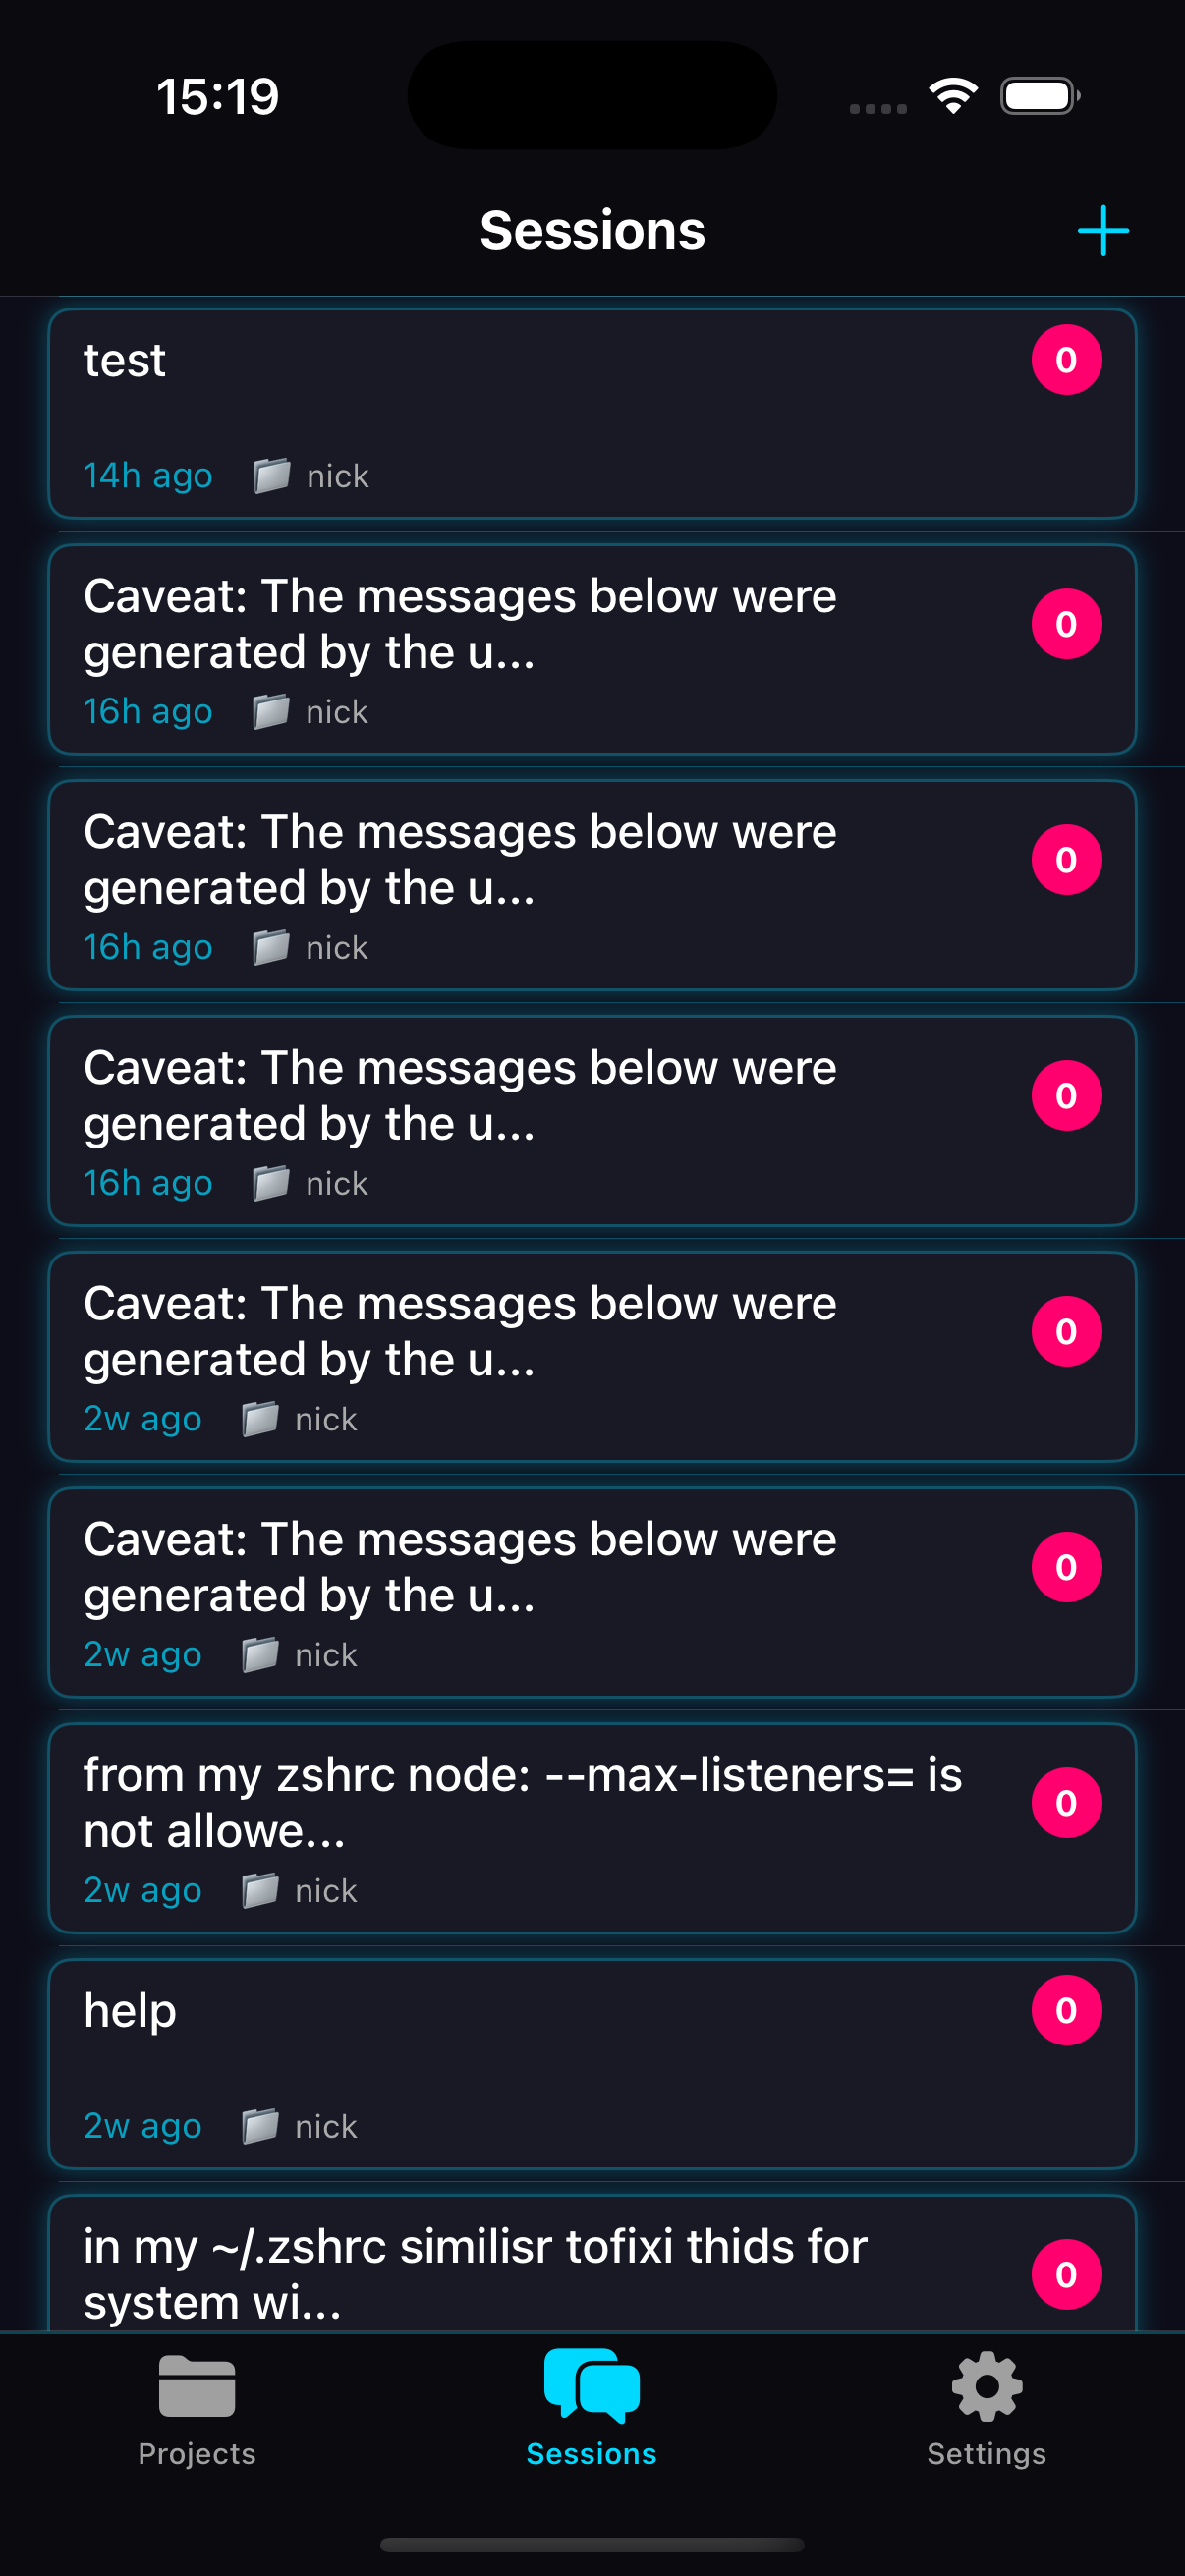 15:19
Sessions
test
0
14h ago
nick
Caveat: The messages below were
generated by the u...
0
16h ago
nick
Caveat: The messages below were
generated by the u...
0
16h ago
nick
Caveat: The messages below were
generated by the u...
0
16h ago
nick
Caveat: The messages below were
generated by the u...
0
2w ago
nick
Caveat: The messages below were
generated by the u...
0
2w ago
nick
from my zshrc node: --max-listeners= is
not allowe...
0
2w ago
nick
help
0
2w ago
nick
in my ~/.zshrc similisr tofixi thids for
system wi...
0
Projects
Sessions
Settings